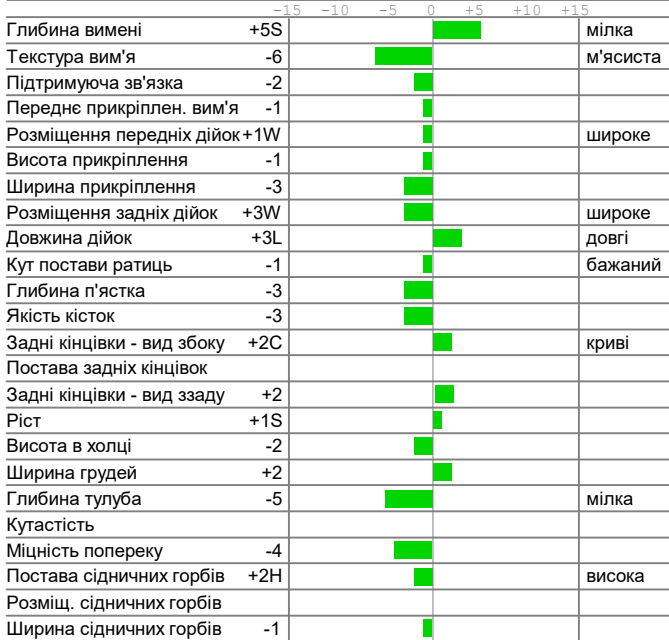 -15 -10 -5 0 +5 +10 +15
Глибина вимені +5S мілка
Текстура вим'я -6 м'ясиста
Підтримуюча зв'язка -2
Переднє прикріплен. вим'я -1
Розміщення передніх дійок +1W широке
Висота прикріплення -1
Ширина прикріплення -3
Розміщення задніх дійок +3W широке
Довжина дійок +3L довгі
Кут постави ратиць -1 бажаний
Глибина п'ястка -3
Якість кісток -3
Задні кінцівки - вид збоку +2C криві
Постава задніх кінцівок
Задні кінцівки - вид ззаду +2
Ріст +1S
Висота в холці -2
Ширина грудей +2
Глибина тулуба -5 мілка
Кутастість
Міцність попереку -4
Постава сідничних горбів +2H висока
Розміщ. сідничних горбів
Ширина сідничних горбів -1